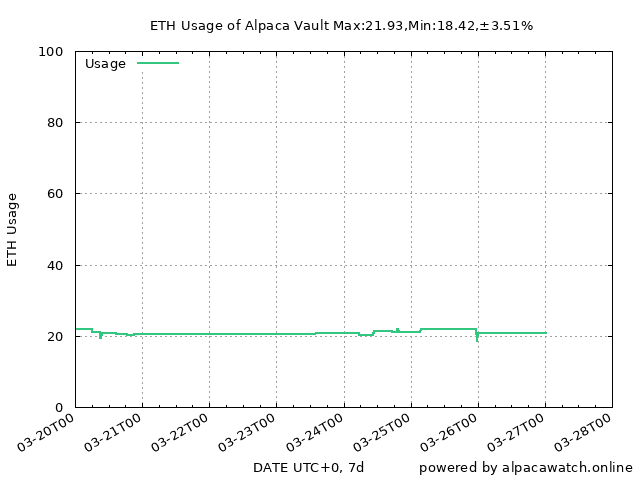 ETH Usage of Alpaca Vault Max:21.93,Min:18.42,±3.51%
100
Usage
80
60
40
20
0
ETH Usage
03-20T00
03-21T00
03-22T00
03-23T00
03-24T00
03-25T00
03-26T00
03-27T00
03-28T00
DATE UTC+0, 7d
powered by alpacawatch.online